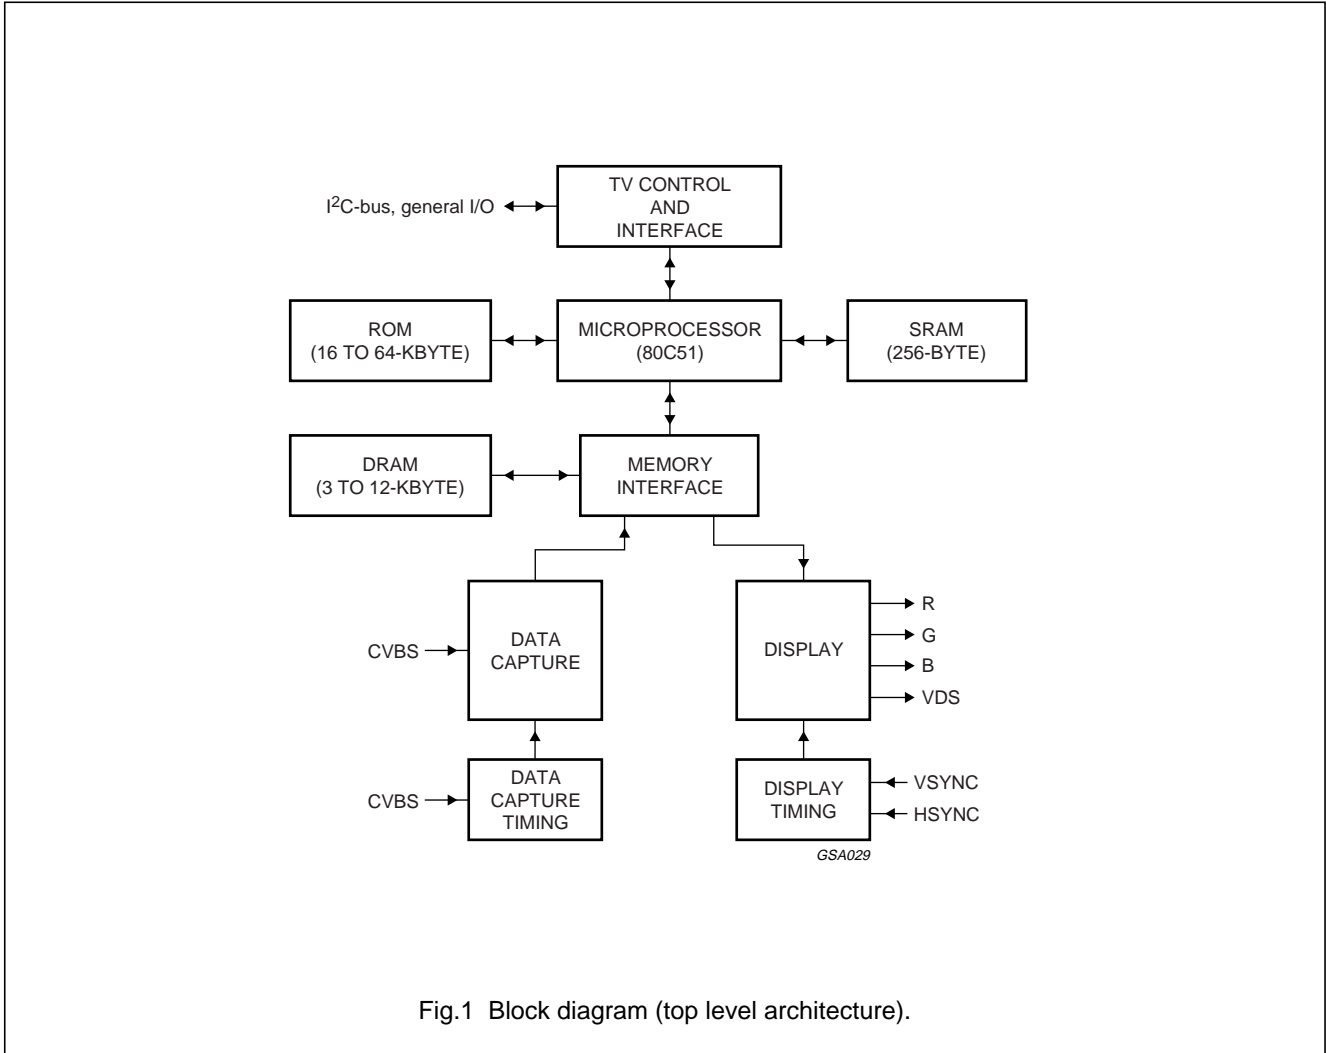 TV CONTROL
AND
INTERFACE
I²C-bus, general I/O
ROM
(16 TO 64-KBYTE)
MICROPROCESSOR
(80C51)
SRAM
(256-BYTE)
DRAM
(3 TO 12-KBYTE)
MEMORY
INTERFACE
CVBS
DATA
CAPTURE
DISPLAY
R
G
B
VDS
CVBS
DATA
CAPTURE
TIMING
DISPLAY
TIMING
VSYNC
HSYNC
GSA029
Fig.1 Block diagram (top level architecture).